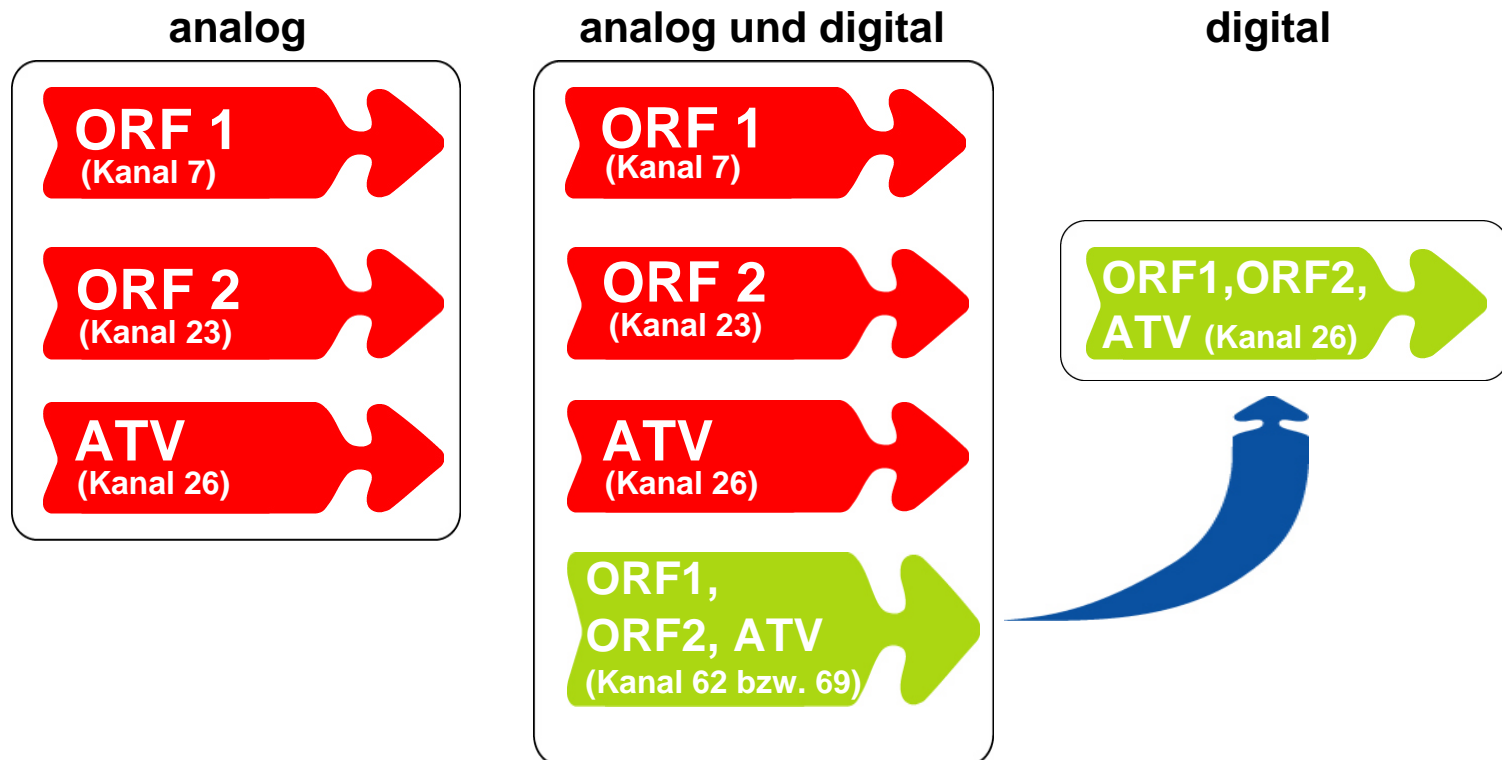 analog
ORF 1
(Kanal 7)
ORF 2
(Kanal 23)
ATV
(Kanal 26)
analog und digital
ORF 1
(Kanal 7)
ORF 2
(Kanal 23)
ATV
(Kanal 26)
ORF1,
ORF2, ATV
(Kanal 62 bzw. 69)
digital
ORF1,ORF2,
ATV (Kanal 26)